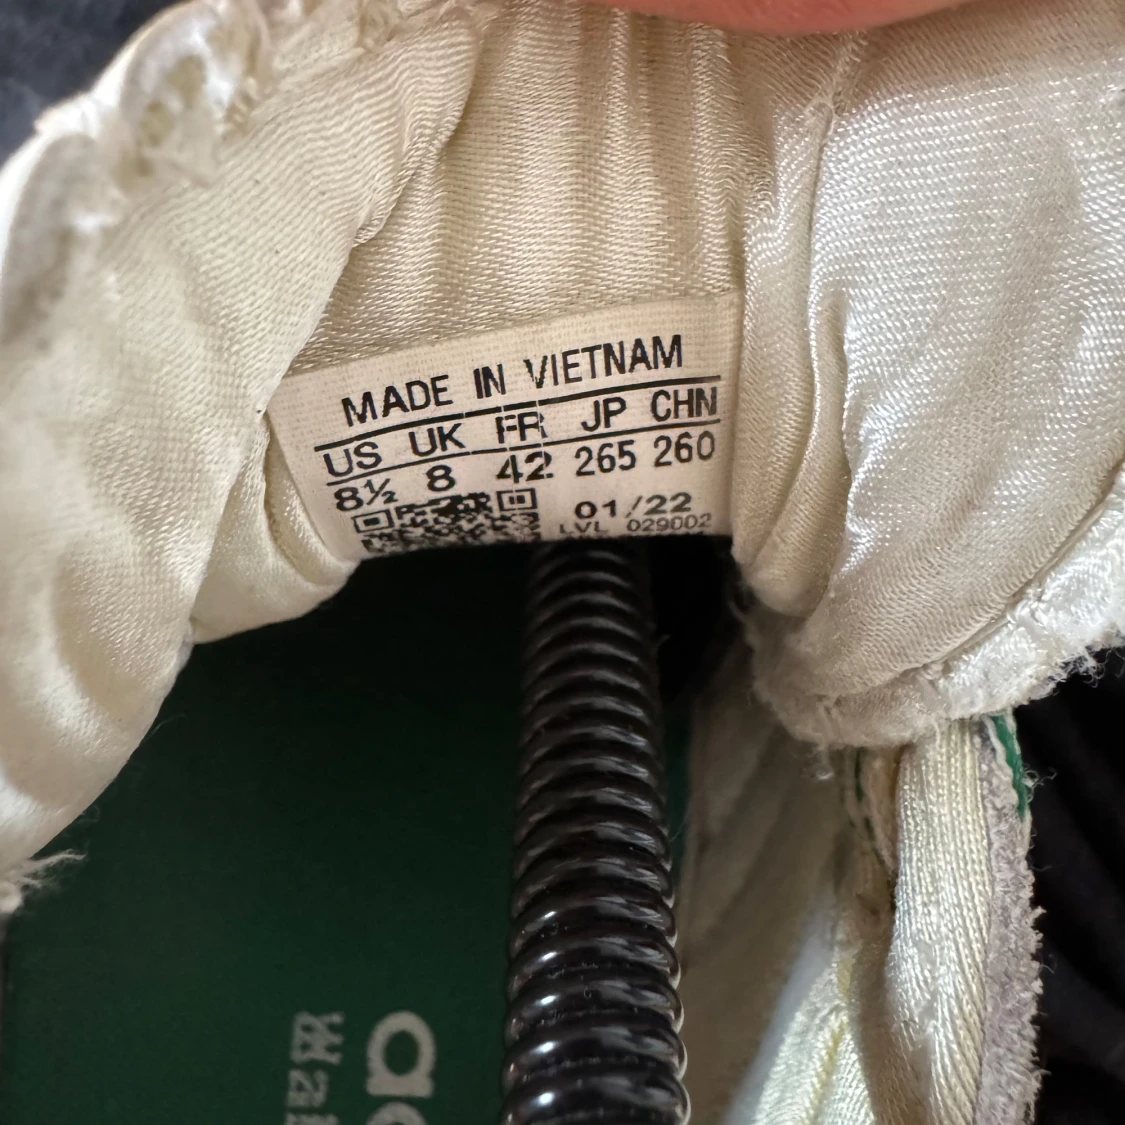 MADE IN VIETNAM
US UK FR JP CHN
8½ 8 42 265 260
01/22
LVL 029002